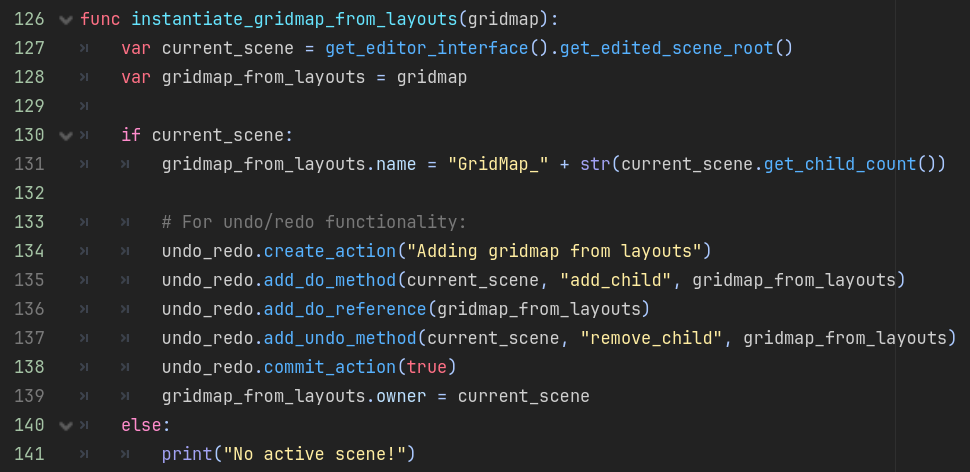 126 func instantiate_gridmap_from_layouts(gridmap):
127 var current_scene = get_editor_interface().get_edited_scene_root()
128 var gridmap_from_layouts = gridmap
129
130 if current_scene:
131 gridmap_from_layouts.name = "GridMap_" + str(current_scene.get_child_count())
132
133 # For undo/redo functionality:
134 undo_redo.create_action("Adding gridmap from layouts")
135 undo_redo.add_do_method(current_scene, "add_child", gridmap_from_layouts)
136 undo_redo.add_do_reference(gridmap_from_layouts)
137 undo_redo.add_undo_method(current_scene, "remove_child", gridmap_from_layouts)
138 undo_redo.commit_action(true)
139 gridmap_from_layouts.owner = current_scene
140 else:
141 print("No active scene!")